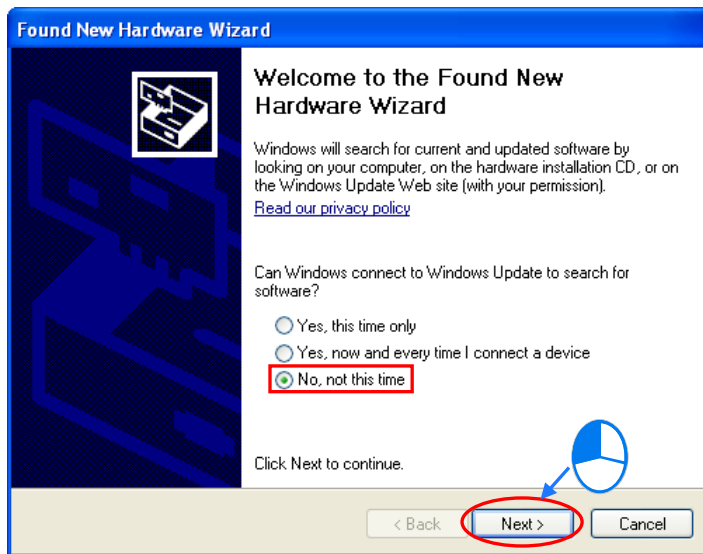 Found New Hardware Wizard
Welcome to the Found New
Hardware Wizard
Windows will search for current and updated software by
looking on your computer, on the hardware installation CD, or on
the Windows Update Web site (with your permission).
Read our privacy policy
Can Windows connect to Windows Update to search for
software?
Yes, this time only
Yes, now and every time I connect a device
No, not this time
Click Next to continue.
< Back
Next >
Cancel